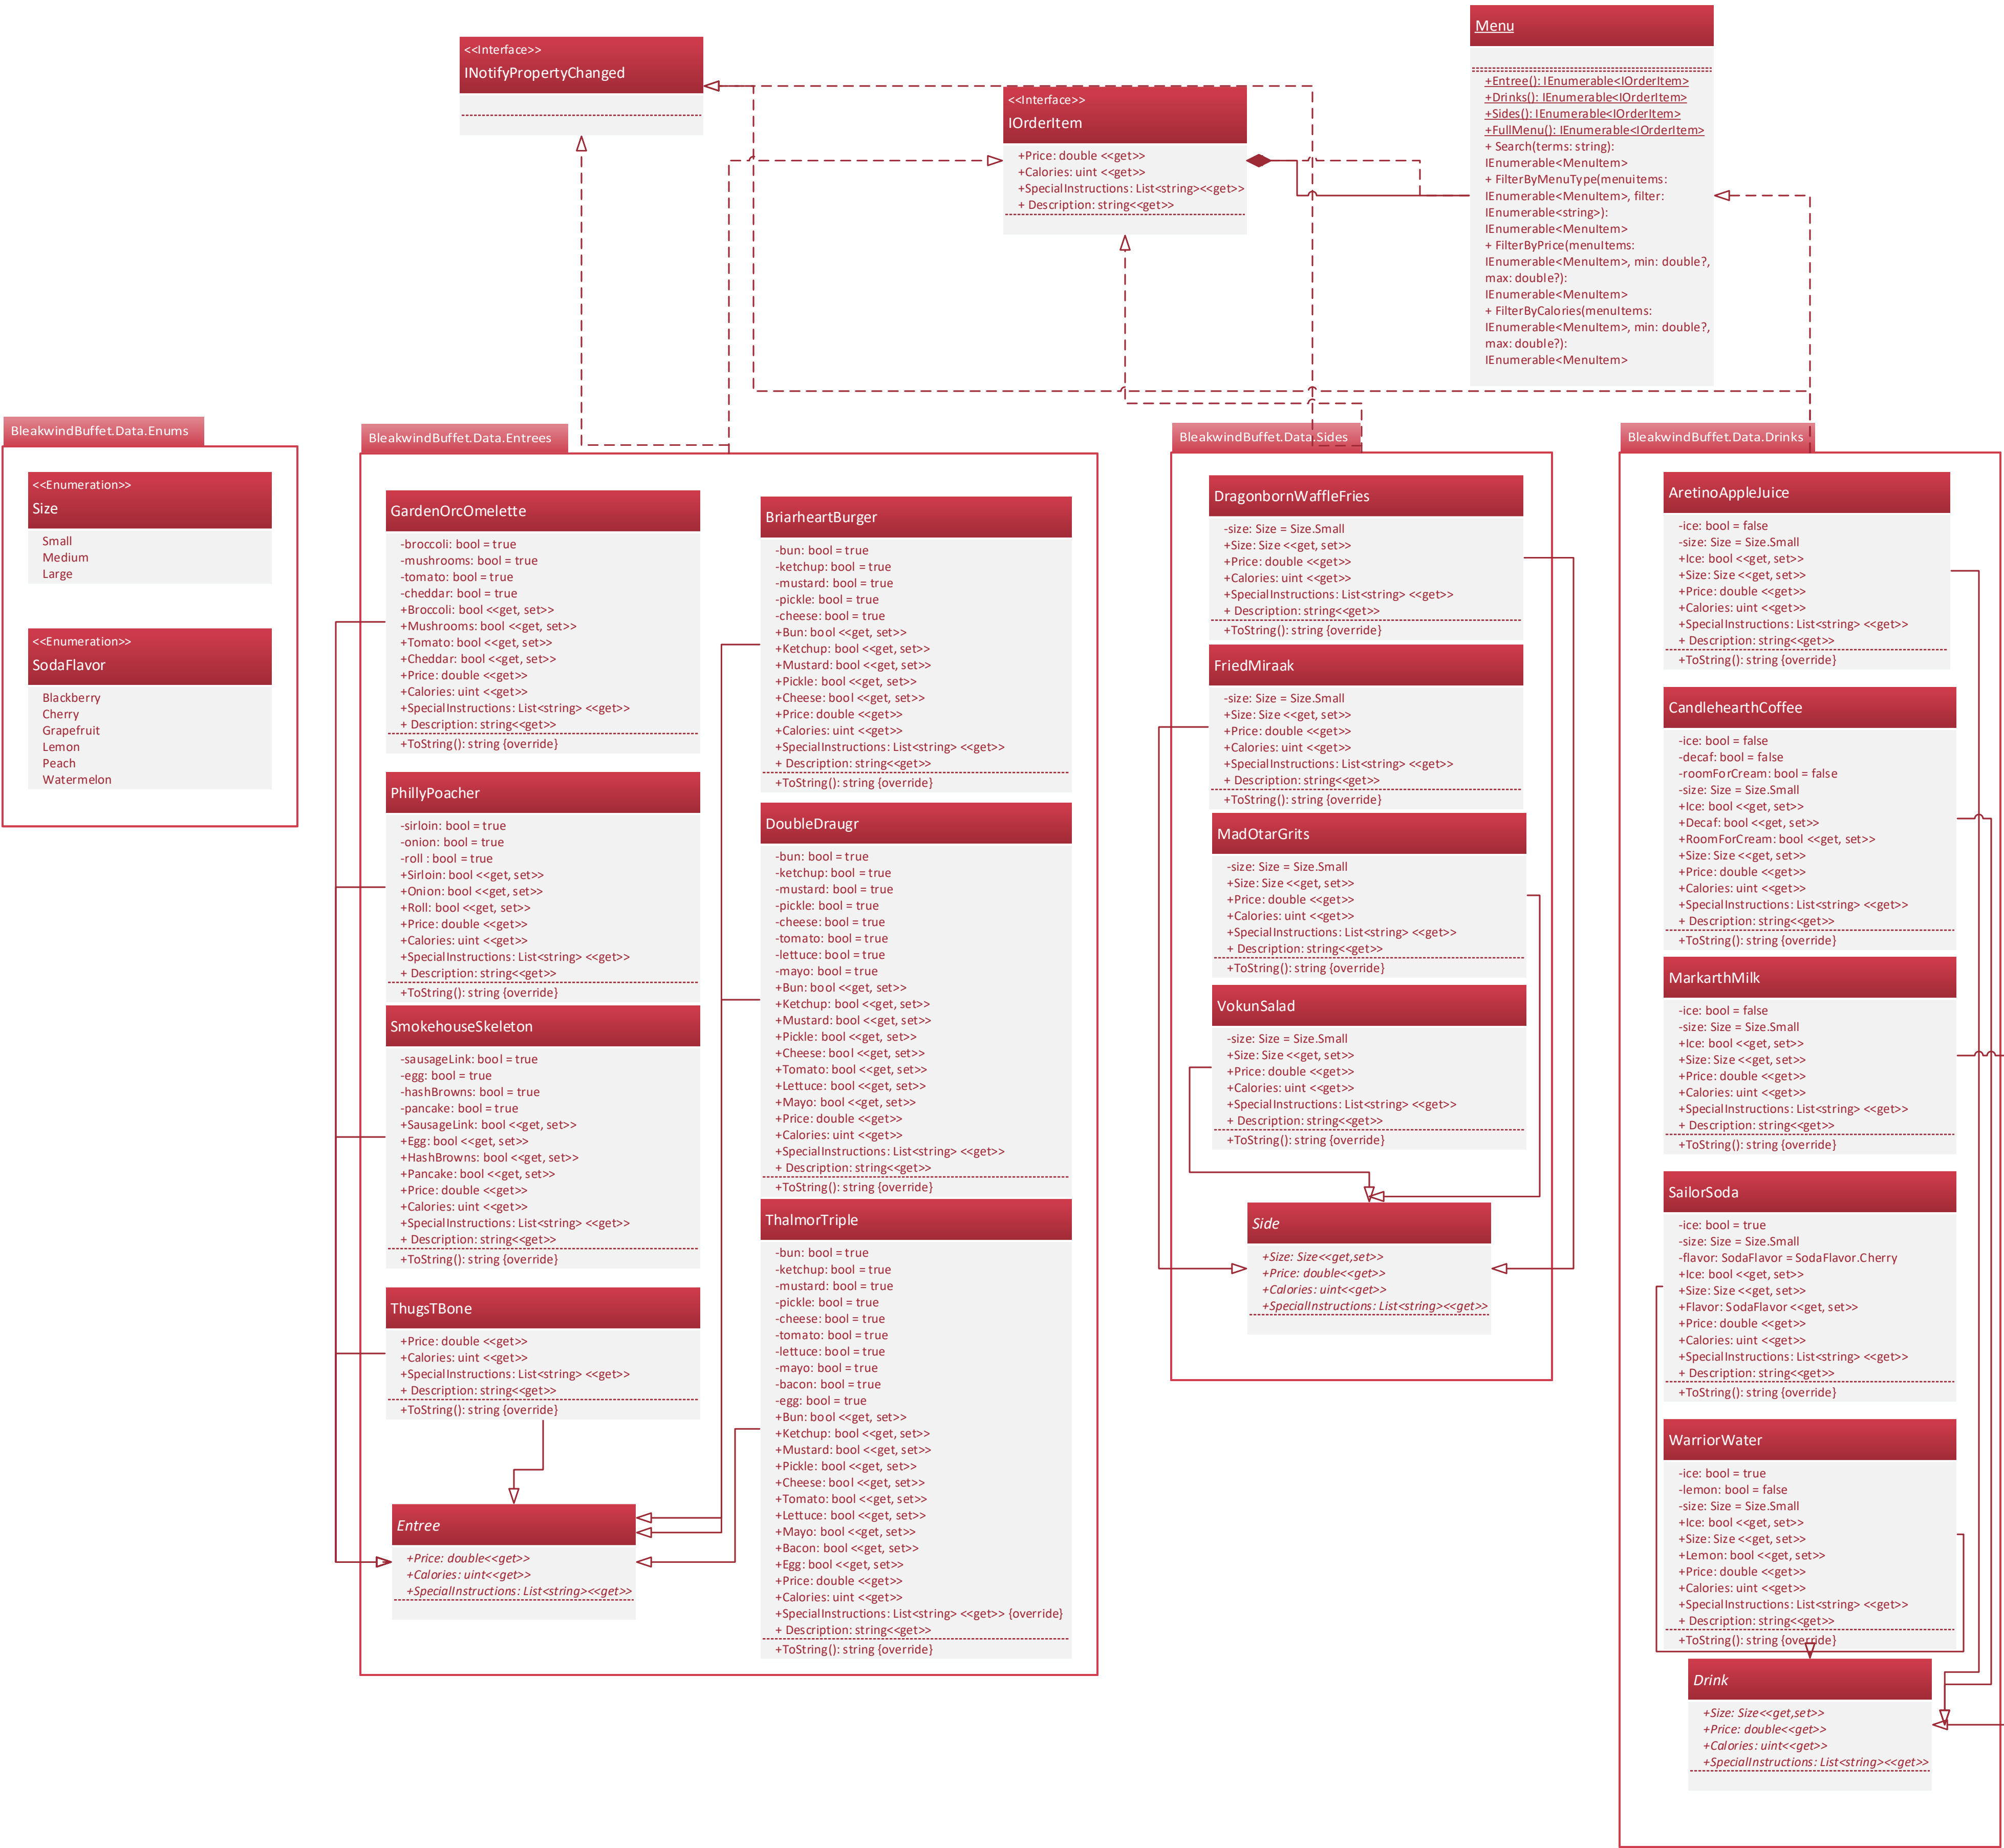 <<Interface>>
INotifyPropertyChanged
<<Interface>>
IOrderItem
+Price: double <<get>>
+Calories: uint <<get>>
+SpecialInstructions: List<string><<get>>
+ Description: string<<get>>
Menu
+Entree(): IEnumerable<IOrderItem>
+Drinks(): IEnumerable<IOrderItem>
+Sides(): IEnumerable<IOrderItem>
+FullMenu(): IEnumerable<IOrderItem>
+ Search(terms: string):
IEnumerable<MenuItem>
+ FilterByMenuType(menuitems:
IEnumerable<MenuItem>, filter:
IEnumerable<string>):
IEnumerable<MenuItem>
+ FilterByPrice(menuItems:
IEnumerable<MenuItem>, min: double?,
max: double?):
IEnumerable<MenuItem>
+ FilterByCalories(menuItems:
IEnumerable<MenuItem>, min: double?,
max: double?):
IEnumerable<MenuItem>
BleakwindBuffet.Data.Enums
<<Enumeration>>
Size
Small
Medium
Large
<<Enumeration>>
SodaFlavor
Blackberry
Cherry
Grapefruit
Lemon
Peach
Watermelon
BleakwindBuffet.Data.Entrees
GardenOrcOmelette
-broccoli: bool = true
-mushrooms: bool = true
-tomato: bool = true
-cheddar: bool = true
+Broccoli: bool <<get, set>>
+Mushrooms: bool <<get, set>>
+Tomato: bool <<get, set>>
+Cheddar: bool <<get, set>>
+Price: double <<get>>
+Calories: uint <<get>>
+SpecialInstructions: List<string> <<get>>
+ Description: string<<get>>
+ToString(): string {override}
PhillyPoacher
-sirloin: bool = true
-onion: bool = true
-roll : bool = true
+Sirloin: bool <<get, set>>
+Onion: bool <<get, set>>
+Roll: bool <<get, set>>
+Price: double <<get>>
+Calories: uint <<get>>
+SpecialInstructions: List<string> <<get>>
+ Description: string<<get>>
+ToString(): string {override}
SmokehouseSkeleton
-sausageLink: bool = true
-egg: bool = true
-hashBrowns: bool = true
-pancake: bool = true
+SausageLink: bool <<get, set>>
+Egg: bool <<get, set>>
+HashBrowns: bool <<get, set>>
+Pancake: bool <<get, set>>
+Price: double <<get>>
+Calories: uint <<get>>
+SpecialInstructions: List<string> <<get>>
+ Description: string<<get>>
+ToString(): string {override}
ThugsTBone
+Price: double <<get>>
+Calories: uint <<get>>
+SpecialInstructions: List<string> <<get>>
+ Description: string<<get>>
+ToString(): string {override}
Entree
+Price: double<<get>>
+Calories: uint<<get>>
+SpecialInstructions: List<string><<get>>
BriarheartBurger
-bun: bool = true
-ketchup: bool = true
-mustard: bool = true
-pickle: bool = true
-cheese: bool = true
+Bun: bool <<get, set>>
+Ketchup: bool <<get, set>>
+Mustard: bool <<get, set>>
+Pickle: bool <<get, set>>
+Cheese: bool <<get, set>>
+Price: double <<get>>
+Calories: uint <<get>>
+SpecialInstructions: List<string> <<get>>
+ Description: string<<get>>
+ToString(): string {override}
DoubleDraugr
-bun: bool = true
-ketchup: bool = true
-mustard: bool = true
-pickle: bool = true
-cheese: bool = true
-tomato: bool = true
-lettuce: bool = true
-mayo: bool = true
+Bun: bool <<get, set>>
+Ketchup: bool <<get, set>>
+Mustard: bool <<get, set>>
+Pickle: bool <<get, set>>
+Cheese: bool <<get, set>>
+Tomato: bool <<get, set>>
+Lettuce: bool <<get, set>>
+Mayo: bool <<get, set>>
+Price: double <<get>>
+Calories: uint <<get>>
+SpecialInstructions: List<string> <<get>>
+ Description: string<<get>>
+ToString(): string {override}
ThalmorTriple
-bun: bool = true
-ketchup: bool = true
-mustard: bool = true
-pickle: bool = true
-cheese: bool = true
-tomato: bool = true
-lettuce: bool = true
-mayo: bool = true
-bacon: bool = true
-egg: bool = true
+Bun: bool <<get, set>>
+Ketchup: bool <<get, set>>
+Mustard: bool <<get, set>>
+Pickle: bool <<get, set>>
+Cheese: bool <<get, set>>
+Tomato: bool <<get, set>>
+Lettuce: bool <<get, set>>
+Mayo: bool <<get, set>>
+Bacon: bool <<get, set>>
+Egg: bool <<get, set>>
+Price: double <<get>>
+Calories: uint <<get>>
+SpecialInstructions: List<string> <<get>> {override}
+ Description: string<<get>>
+ToString(): string {override}
BleakwindBuffet.Data.Sides
DragonbornWaffleFries
-size: Size = Size.Small
+Size: Size <<get, set>>
+Price: double <<get>>
+Calories: uint <<get>>
+SpecialInstructions: List<string> <<get>>
+ Description: string<<get>>
+ToString(): string {override}
FriedMiraak
-size: Size = Size.Small
+Size: Size <<get, set>>
+Price: double <<get>>
+Calories: uint <<get>>
+SpecialInstructions: List<string> <<get>>
+ Description: string<<get>>
+ToString(): string {override}
MadOtarGrits
-size: Size = Size.Small
+Size: Size <<get, set>>
+Price: double <<get>>
+Calories: uint <<get>>
+SpecialInstructions: List<string> <<get>>
+ Description: string<<get>>
+ToString(): string {override}
VokunSalad
-size: Size = Size.Small
+Size: Size <<get, set>>
+Price: double <<get>>
+Calories: uint <<get>>
+SpecialInstructions: List<string> <<get>>
+ Description: string<<get>>
+ToString(): string {override}
Side
+Size: Size<<get,set>>
+Price: double<<get>>
+Calories: uint<<get>>
+SpecialInstructions: List<string><<get>>
BleakwindBuffet.Data.Drinks
AretinoAppleJuice
-ice: bool = false
-size: Size = Size.Small
+Ice: bool <<get, set>>
+Size: Size <<get, set>>
+Price: double <<get>>
+Calories: uint <<get>>
+SpecialInstructions: List<string> <<get>>
+ Description: string<<get>>
+ToString(): string {override}
CandlehearthCoffee
-ice: bool = false
-decaf: bool = false
-roomForCream: bool = false
-size: Size = Size.Small
+Ice: bool <<get, set>>
+Decaf: bool <<get, set>>
+RoomForCream: bool <<get, set>>
+Size: Size <<get, set>>
+Price: double <<get>>
+Calories: uint <<get>>
+SpecialInstructions: List<string> <<get>>
+ Description: string<<get>>
+ToString(): string {override}
MarkarthMilk
-ice: bool = false
-size: Size = Size.Small
+Ice: bool <<get, set>>
+Size: Size <<get, set>>
+Price: double <<get>>
+Calories: uint <<get>>
+SpecialInstructions: List<string> <<get>>
+ Description: string<<get>>
+ToString(): string {override}
SailorSoda
-ice: bool = true
-size: Size = Size.Small
-flavor: SodaFlavor = SodaFlavor.Cherry
+Ice: bool <<get, set>>
+Size: Size <<get, set>>
+Flavor: SodaFlavor <<get, set>>
+Price: double <<get>>
+Calories: uint <<get>>
+SpecialInstructions: List<string> <<get>>
+ Description: string<<get>>
+ToString(): string {override}
WarriorWater
-ice: bool = true
-lemon: bool = false
-size: Size = Size.Small
+Ice: bool <<get, set>>
+Size: Size <<get, set>>
+Lemon: bool <<get, set>>
+Price: double <<get>>
+Calories: uint <<get>>
+SpecialInstructions: List<string> <<get>>
+ Description: string<<get>>
+ToString(): string {override}
Drink
+Size: Size<<get,set>>
+Price: double<<get>>
+Calories: uint<<get>>
+SpecialInstructions: List<string><<get>>